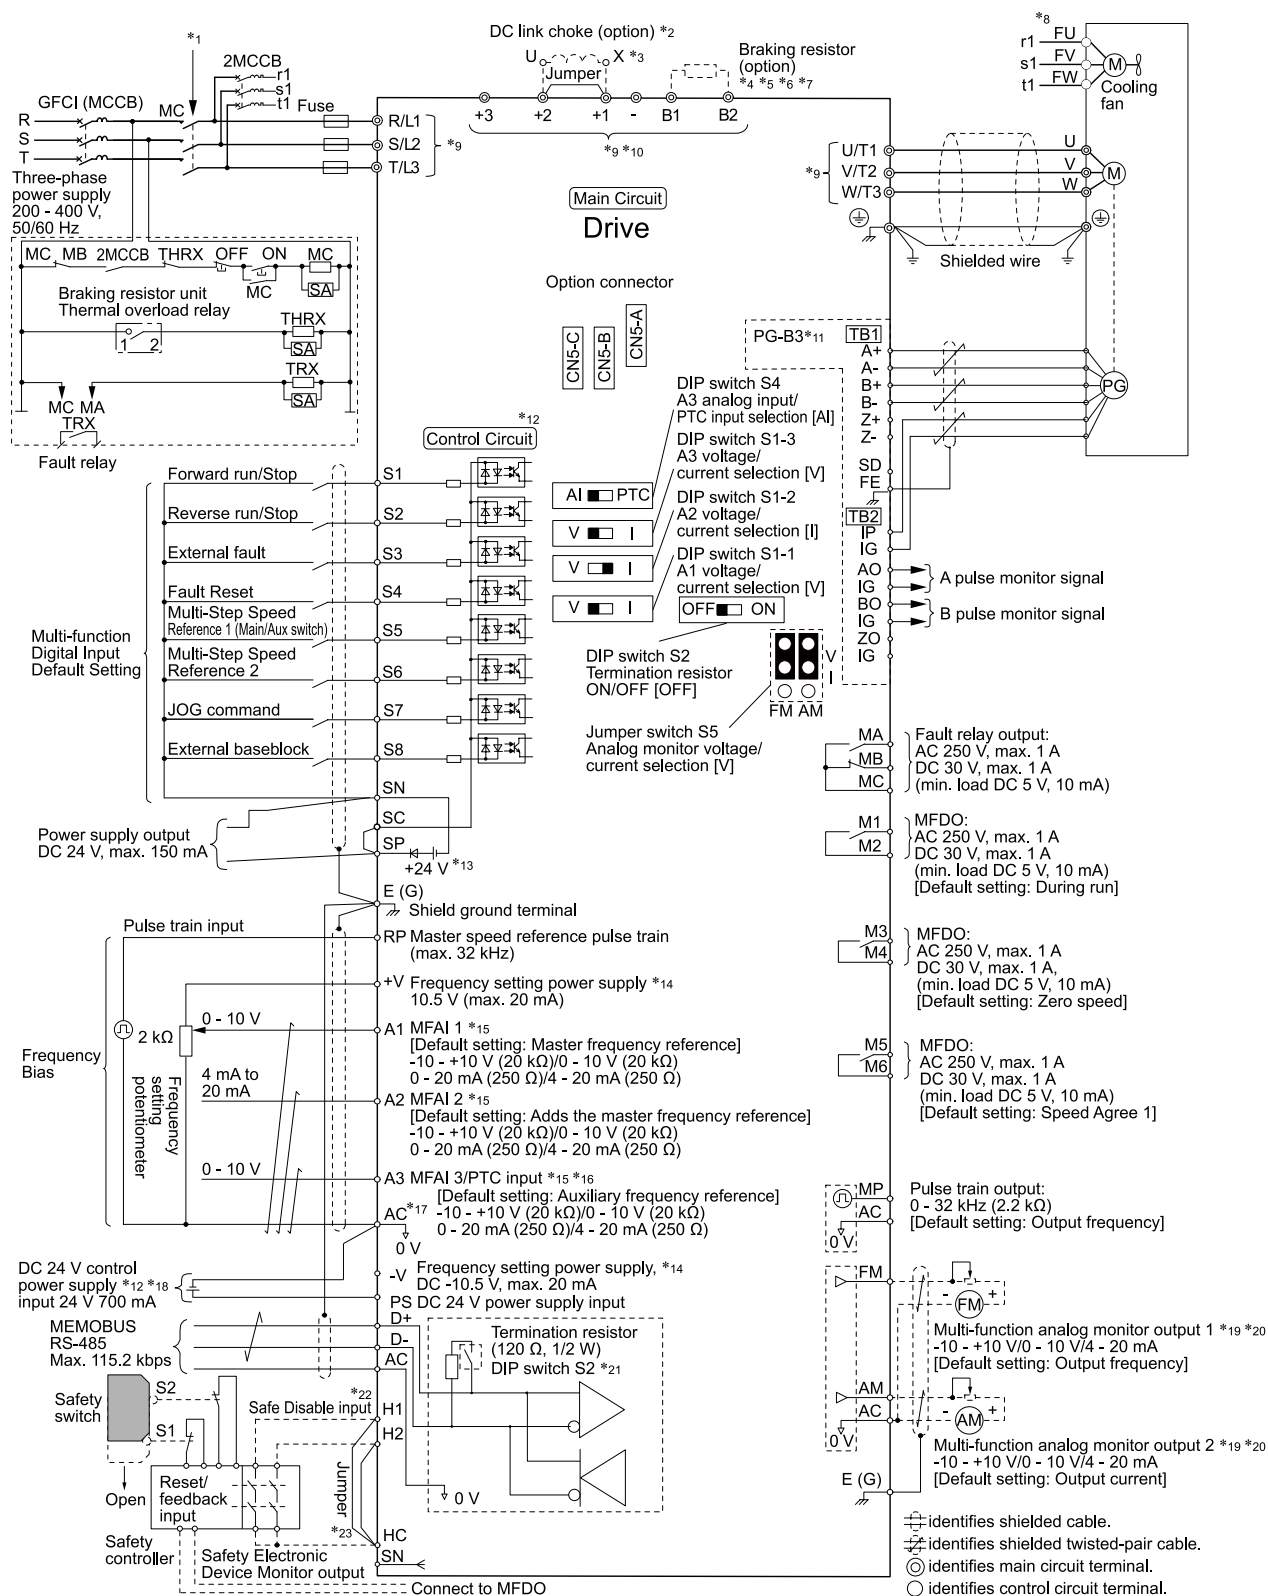 *1
2MCCB
r1
s1
t1
GFCI (MCCB)
MC
Fuse
R
S
T
R/L1
S/L2
T/L3
*9
Three-phase
power supply
200 - 400 V,
50/60 Hz
DC link choke (option) *2
U
X *3
Jumper
Braking resistor
(option)
*4 *5 *6 *7
+3
+2
+1
-
B1
B2
*9 *10
*8
r1
FU
s1
FV
t1
FW
M
Cooling
fan
Main Circuit
Drive
*9
U/T1
V/T2
W/T3
U
V
W
M
Shielded wire
MC
MB
2MCCB
THRX
OFF
ON
MC
MC
SA
Braking resistor unit
Thermal overload relay
1
2
THRX
SA
TRX
SA
MC
MA
TRX
Fault relay
Option connector
CN5-C
CN5-B
CN5-A
PG-B3*11
TB1
A+
A-
B+
B-
Z+
Z-
SD
FE
TB2
IP
IG
AO
IG
BO
IG
ZO
IG
PG
A pulse monitor signal
B pulse monitor signal
*12
Control Circuit
DIP switch S4
A3 analog input/
PTC input selection [AI]
DIP switch S1-3
A3 voltage/
current selection [V]
DIP switch S1-2
A2 voltage/
current selection [I]
DIP switch S1-1
A1 voltage/
current selection [V]
AI
PTC
V
I
V
I
V
I
OFF
ON
DIP switch S2
Termination resistor
ON/OFF [OFF]
V
I
FM AM
Jumper switch S5
Analog monitor voltage/
current selection [V]
Multi-function
Digital Input
Default Setting
Forward run/Stop
S1
Reverse run/Stop
S2
External fault
S3
Fault Reset
S4
Multi-Step Speed
Reference 1 (Main/Aux switch)
S5
Multi-Step Speed
Reference 2
S6
JOG command
S7
External baseblock
S8
SN
SC
SP
Power supply output
DC 24 V, max. 150 mA
+24 V *13
E (G)
Shield ground terminal
MA
MB
MC
Fault relay output:
AC 250 V, max. 1 A
DC 30 V, max. 1 A
(min. load DC 5 V, 10 mA)
M1
M2
MFDO:
AC 250 V, max. 1 A
DC 30 V, max. 1 A
(min. load DC 5 V, 10 mA)
[Default setting: During run]
M3
M4
MFDO:
AC 250 V, max. 1 A
DC 30 V, max. 1 A,
(min. load DC 5 V, 10 mA)
[Default setting: Zero speed]
M5
M6
MFDO:
AC 250 V, max. 1 A
DC 30 V, max. 1 A
(min. load DC 5 V, 10 mA)
[Default setting: Speed Agree 1]
Pulse train input
RP Master speed reference pulse train
(max. 32 kHz)
+V Frequency setting power supply *14
10.5 V (max. 20 mA)
Frequency
Bias
2 kΩ
Frequency
setting
potentiometer
0 - 10 V
A1 MFAI 1 *15
[Default setting: Master frequency reference]
-10 - +10 V (20 kΩ)/0 - 10 V (20 kΩ)
0 - 20 mA (250 Ω)/4 - 20 mA (250 Ω)
4 mA to
20 mA
A2 MFAI 2 *15
[Default setting: Adds the master frequency reference]
-10 - +10 V (20 kΩ)/0 - 10 V (20 kΩ)
0 - 20 mA (250 Ω)/4 - 20 mA (250 Ω)
0 - 10 V
A3 MFAI 3/PTC input *15 *16
[Default setting: Auxiliary frequency reference]
-10 - +10 V (20 kΩ)/0 - 10 V (20 kΩ)
0 - 20 mA (250 Ω)/4 - 20 mA (250 Ω)
AC*17
0 V
-V
Frequency setting power supply, *14
DC -10.5 V, max. 20 mA
DC 24 V control
power supply *12 *18
input 24 V 700 mA
PS DC 24 V power supply input
MEMOBUS
RS-485
Max. 115.2 kbps
D+
D-
AC
Termination resistor
(120 Ω, 1/2 W)
DIP switch S2 *21
0 V
MP
AC
0 V
Pulse train output:
0 - 32 kHz (2.2 kΩ)
[Default setting: Output frequency]
FM
-
+
FM
Multi-function analog monitor output 1 *19 *20
-10 - +10 V/0 - 10 V/4 - 20 mA
[Default setting: Output frequency]
AM
AC
0 V
-
+
AM
Multi-function analog monitor output 2 *19 *20
-10 - +10 V/0 - 10 V/4 - 20 mA
[Default setting: Output current]
E (G)
Safety
switch
S2
S1
*22
Safe Disable input
H1
H2
Jumper
Open
Reset/
feedback
input
*23
HC
SN
Safety
controller
Safety Electronic
Device Monitor output
Connect to MFDO
identifies shielded cable.
identifies shielded twisted-pair cable.
identifies main circuit terminal.
identifies control circuit terminal.